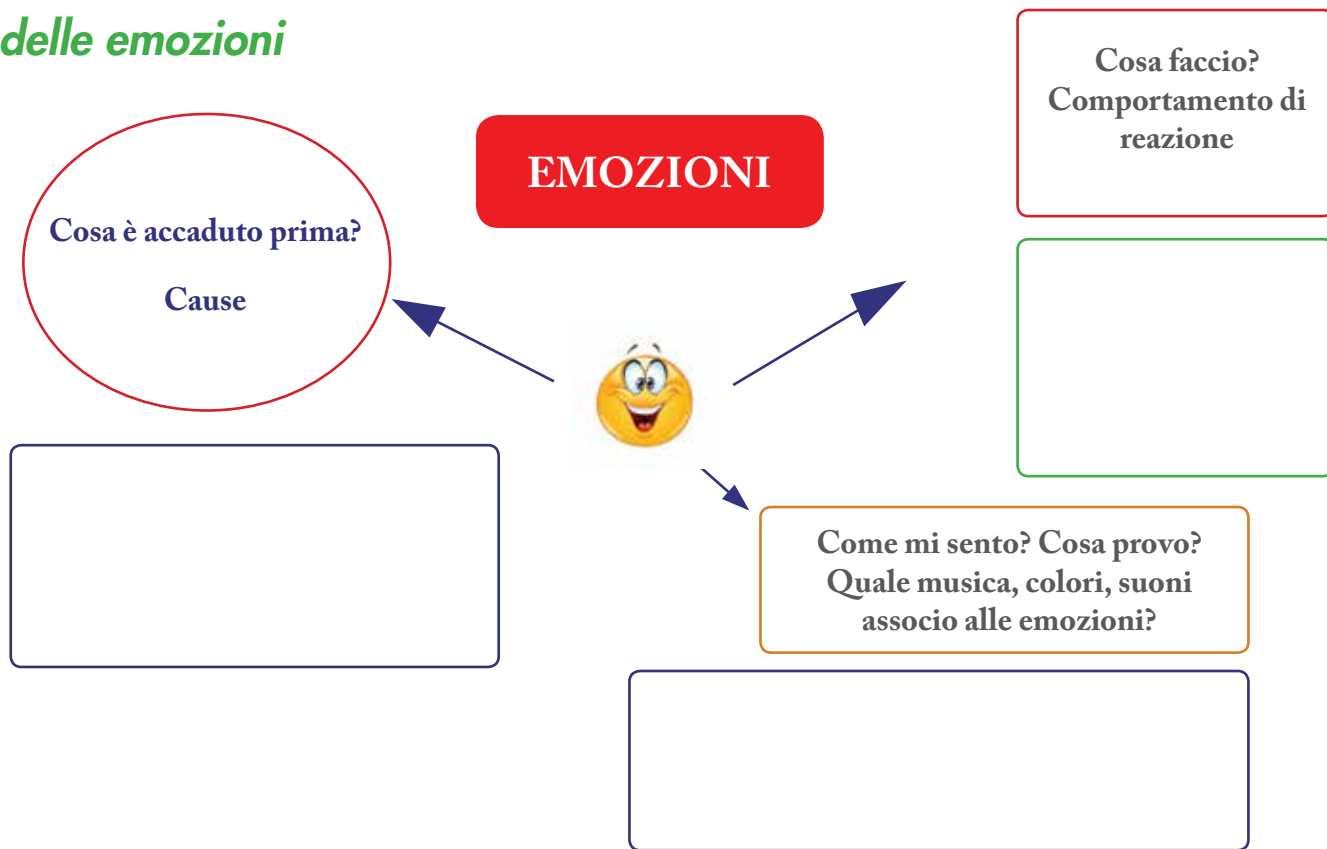 delle emozioni
EMOZIONI
Cosa è accaduto prima?
Cause
Cosa faccio?
Comportamento di
reazione
Come mi sento? Cosa provo?
Quale musica, colori, suoni
associo alle emozioni?